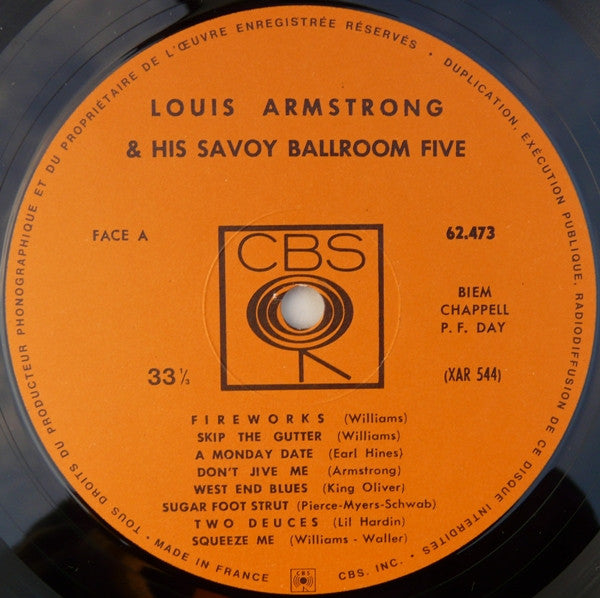 TOUS DROITS DU PRODUCTEUR PHONOGRAPHIQUE ET DU PROPRIÉTAIRE DE L'ŒUVRE ENREGISTRÉE RÉSERVÉS • DUPLICATION, EXÉCUTION PUBLIQUE, RADIODIFFUSION DE CE DISQUE INTERDITES •
LOUIS ARMSTRONG
& HIS SAVOY BALLROOM FIVE
FACE A
CBS
62.473
BIEM
CHAPPELL
P. F. DAY
33 1/3
(XAR 544)
FIREWORKS (Williams)
SKIP THE GUTTER (Williams)
A MONDAY DATE (Earl Hines)
DON'T JIVE ME (Armstrong)
WEST END BLUES (King Oliver)
SUGAR FOOT STRUT (Pierce-Myers-Schwab)
TWO DEUCES (Lil Hardin)
SQUEEZE ME (Williams - Waller)
• MADE IN FRANCE
CBS
CBS. INC. •